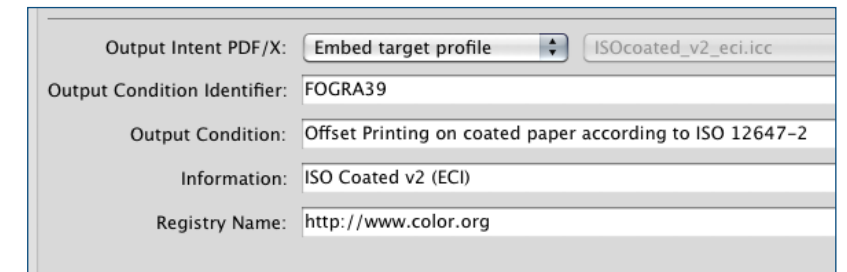 Output Intent PDF/X: Embed target profile ISOcoated_v2_eci.icc
Output Condition Identifier: FOGRA39
Output Condition: Offset Printing on coated paper according to ISO 12647-2
Information: ISO Coated v2 (ECI)
Registry Name: http://www.color.org